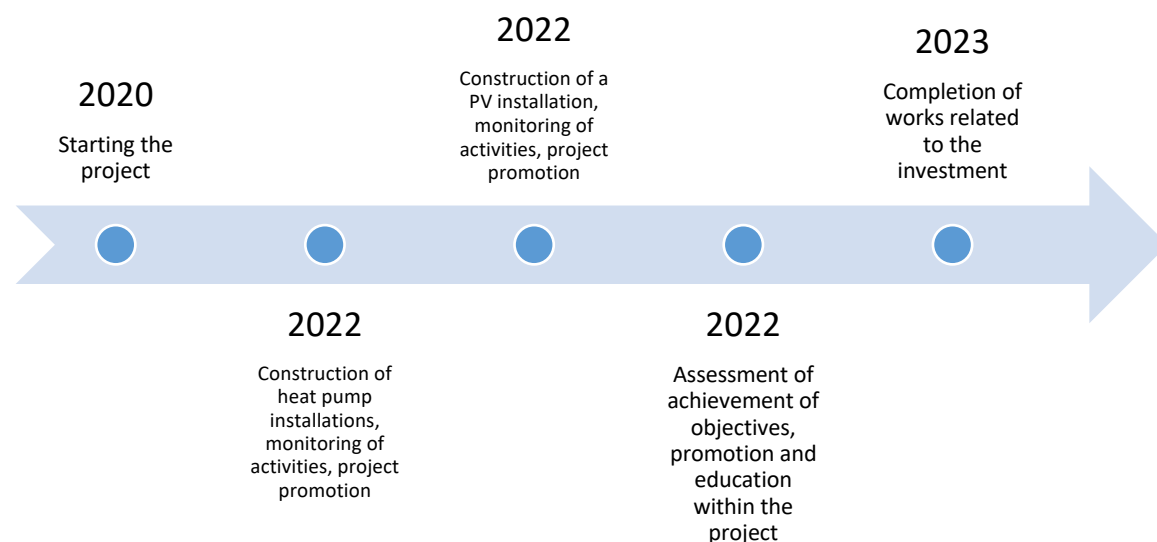 2020
Starting the
project
2022
Construction of
heat pump
installations,
monitoring of
activities, project
promotion
2022
Construction of a
PV installation,
monitoring of
activities, project
promotion
2022
Assessment of
achievement of
objectives,
promotion and
education
within the
project
2023
Completion of
works related
to the
investment